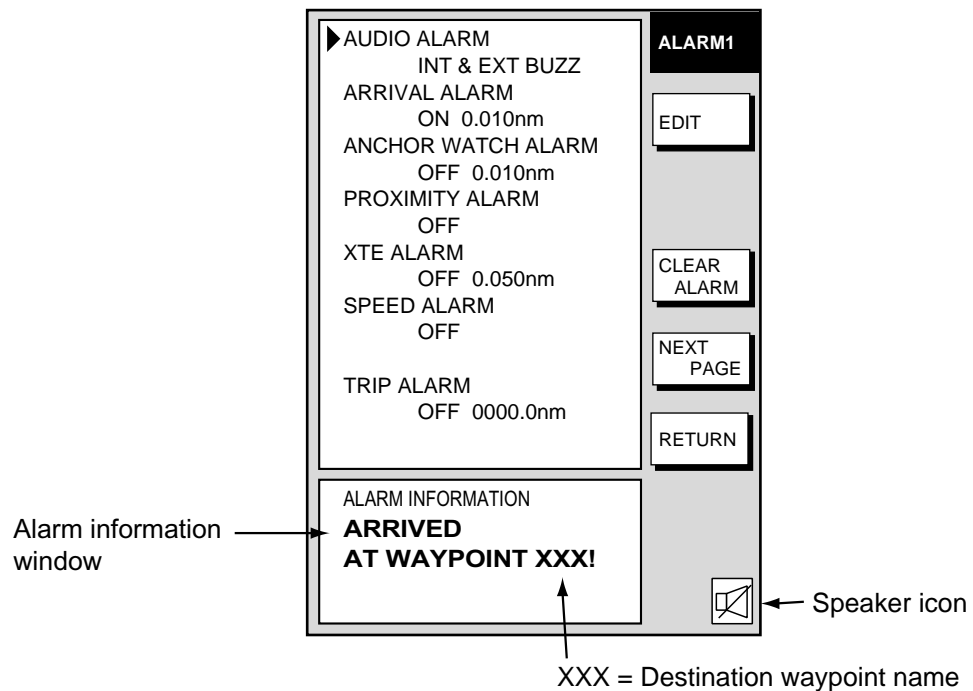 AUDIO ALARM
INT & EXT BUZZ
ARRIVAL ALARM
ON 0.010nm
ANCHOR WATCH ALARM
OFF 0.010nm
PROXIMITY ALARM
OFF
XTE ALARM
OFF 0.050nm
SPEED ALARM
OFF
TRIP ALARM
OFF 0000.0nm
ALARM1
EDIT
CLEAR
ALARM
NEXT
PAGE
RETURN
ALARM INFORMATION
ARRIVED
AT WAYPOINT XXX!
Alarm information
window
Speaker icon
XXX = Destination waypoint name